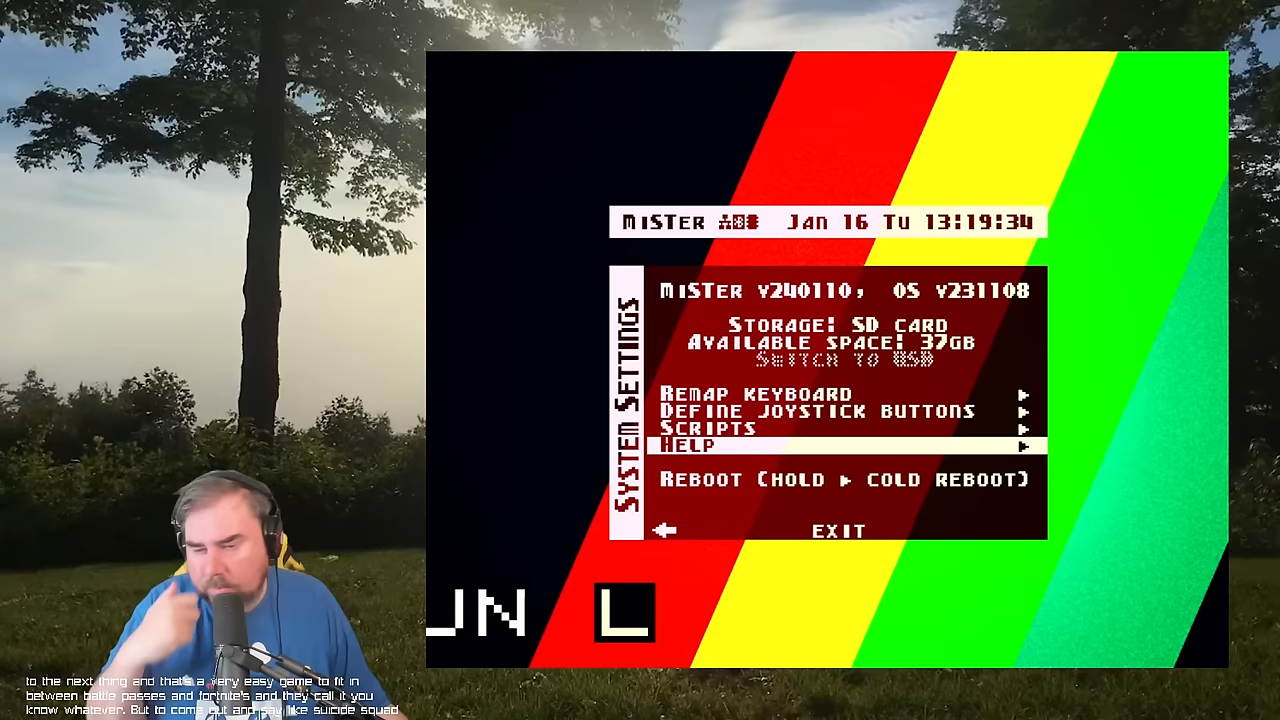 MiSTer Jan 16 Tu 13:19:34
System Settings
MiSTer v240110, OS v231108
Storage: SD card
Available space: 37GB
Switch to USB
Remap keyboard
Define joystick buttons
Scripts
Help
Reboot (hold ▸ cold reboot)
EXIT
UN L
to the next thing and that's a very easy game to fit in
between battle passes and fortnite's and they call it you
know whatever. But to come out and say like suicide squad